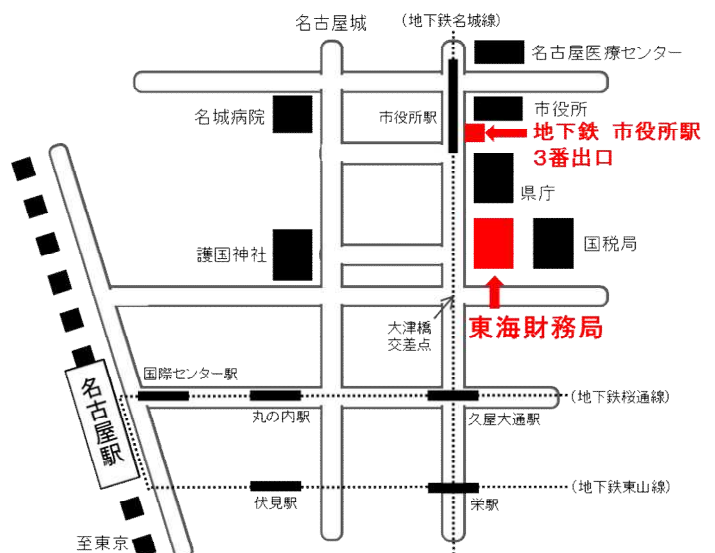 名古屋城
(地下鉄名城線)
名古屋医療センター
名城病院
市役所駅
市役所
地下鉄 市役所駅
3番出口
県庁
護国神社
国税局
東海財務局
大津橋
交差点
国際センター駅
名古屋駅
丸の内駅
久屋大通駅
(地下鉄桜通線)
伏見駅
栄駅
(地下鉄東山線)
至東京